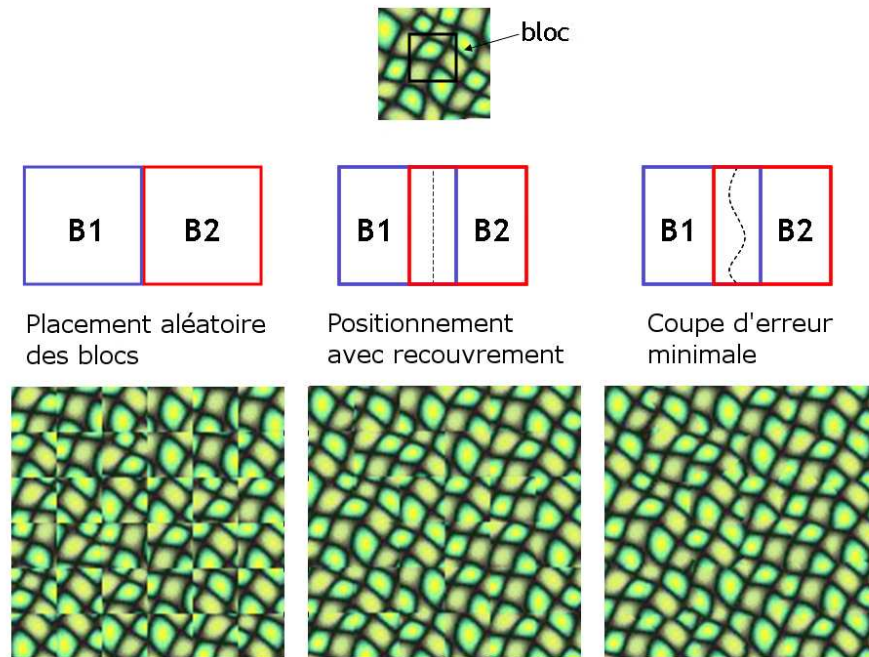 bloc
B1 B2
B1 B2
B1 B2
Placement aléatoire
des blocs
Positionnement
avec recouvrement
Coupe d'erreur
minimale